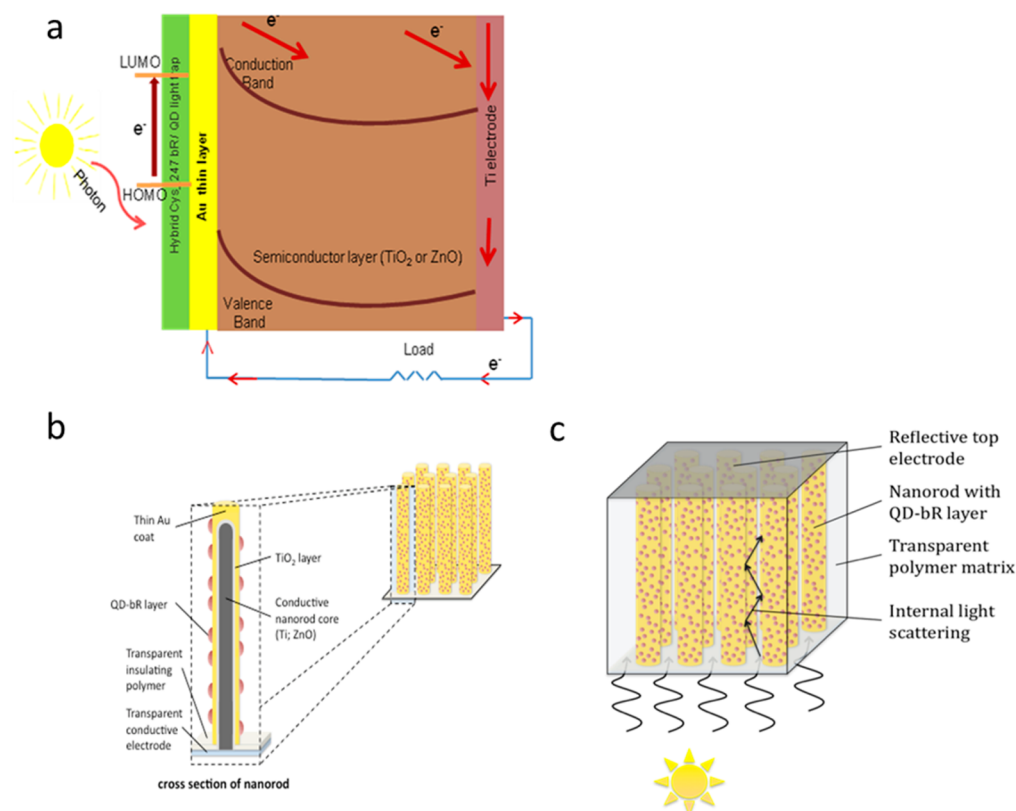 a
e⁻
e⁻
LUMO
Conduction
Band
e⁻
Photon
HOMO
Hybrid Cys 247 bR/ QD light trap
Au thin layer
Ti electrode
Semiconductor layer (TiO₂ or ZnO)
Valence
Band
Load
e⁻
b
Thin Au
coat
TiO₂ layer
QD-bR layer
Conductive
nanorod core
(Ti; ZnO)
Transparent
insulating
polymer
Transparent
conductive
electrode
cross section of nanorod
c
Reflective top
electrode
Nanorod with
QD-bR layer
Transparent
polymer matrix
Internal light
scattering